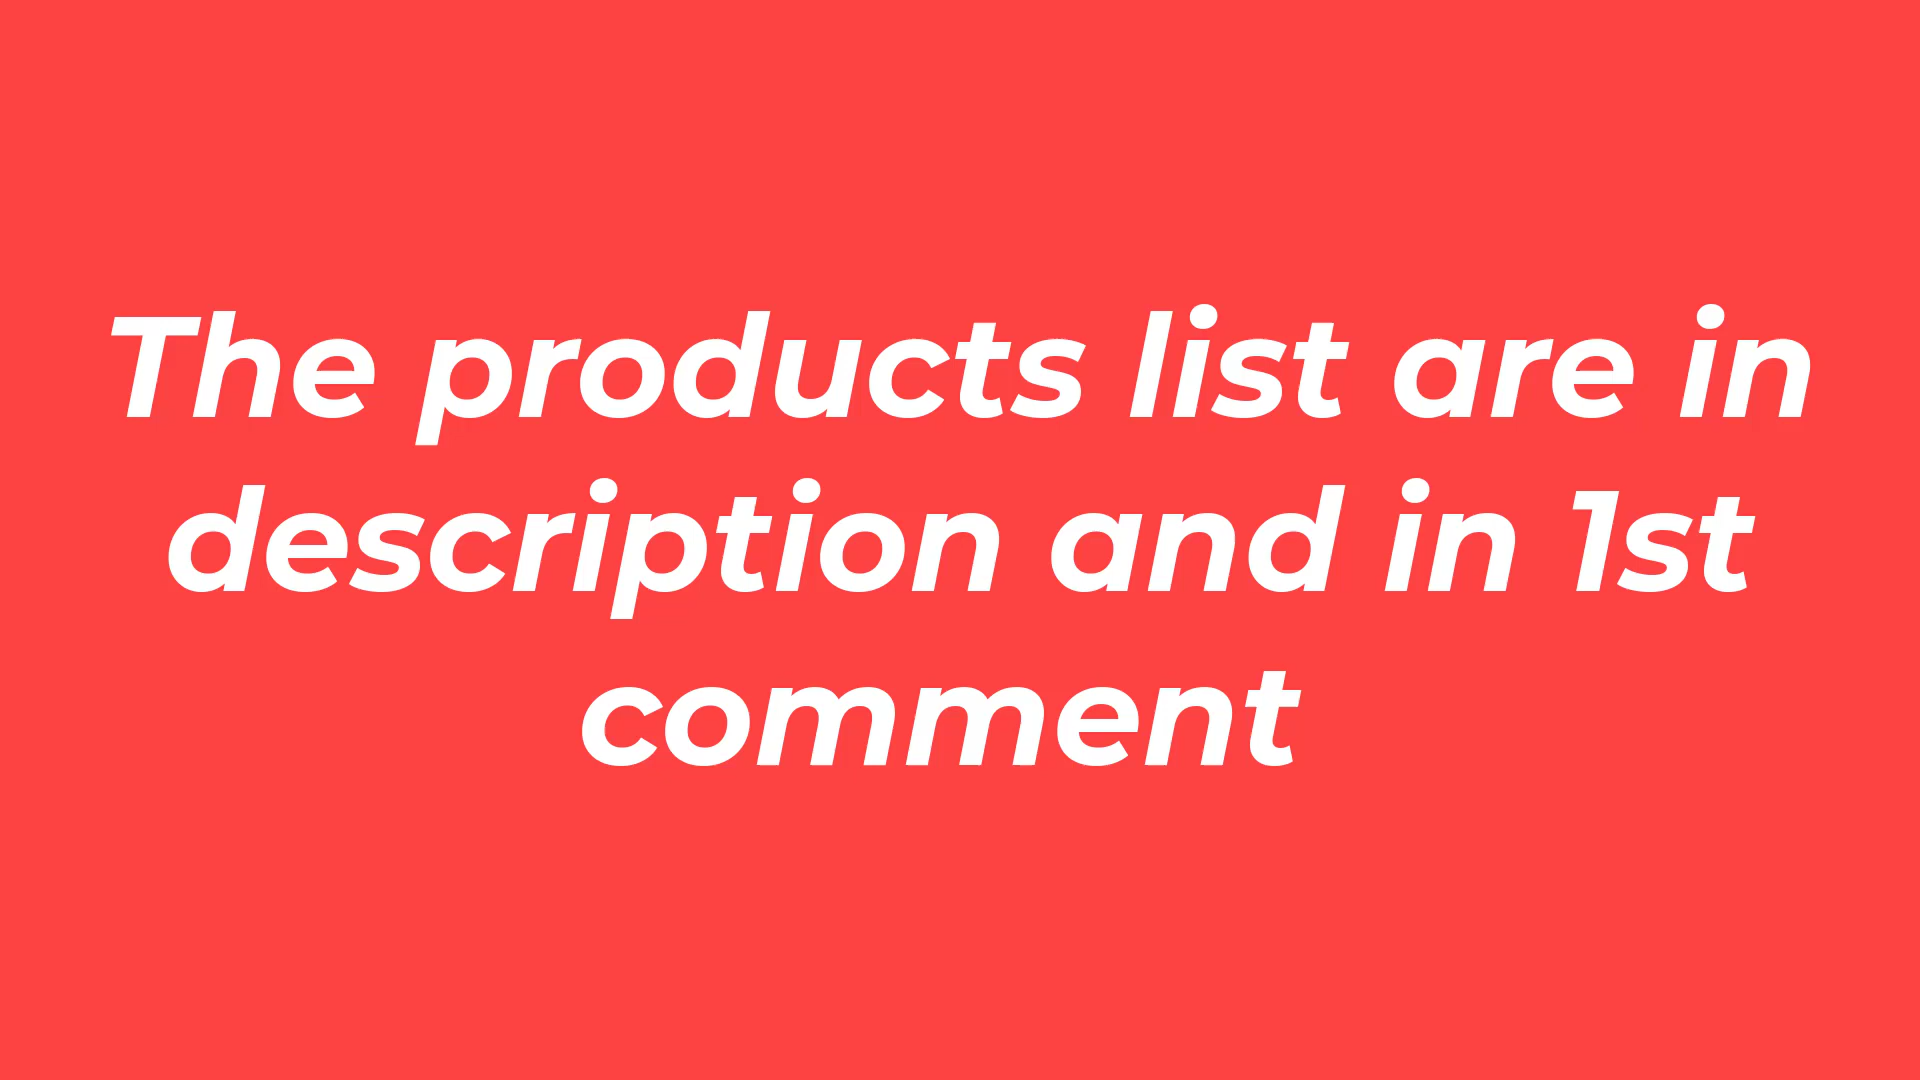 The products list are in
description and in 1st
comment